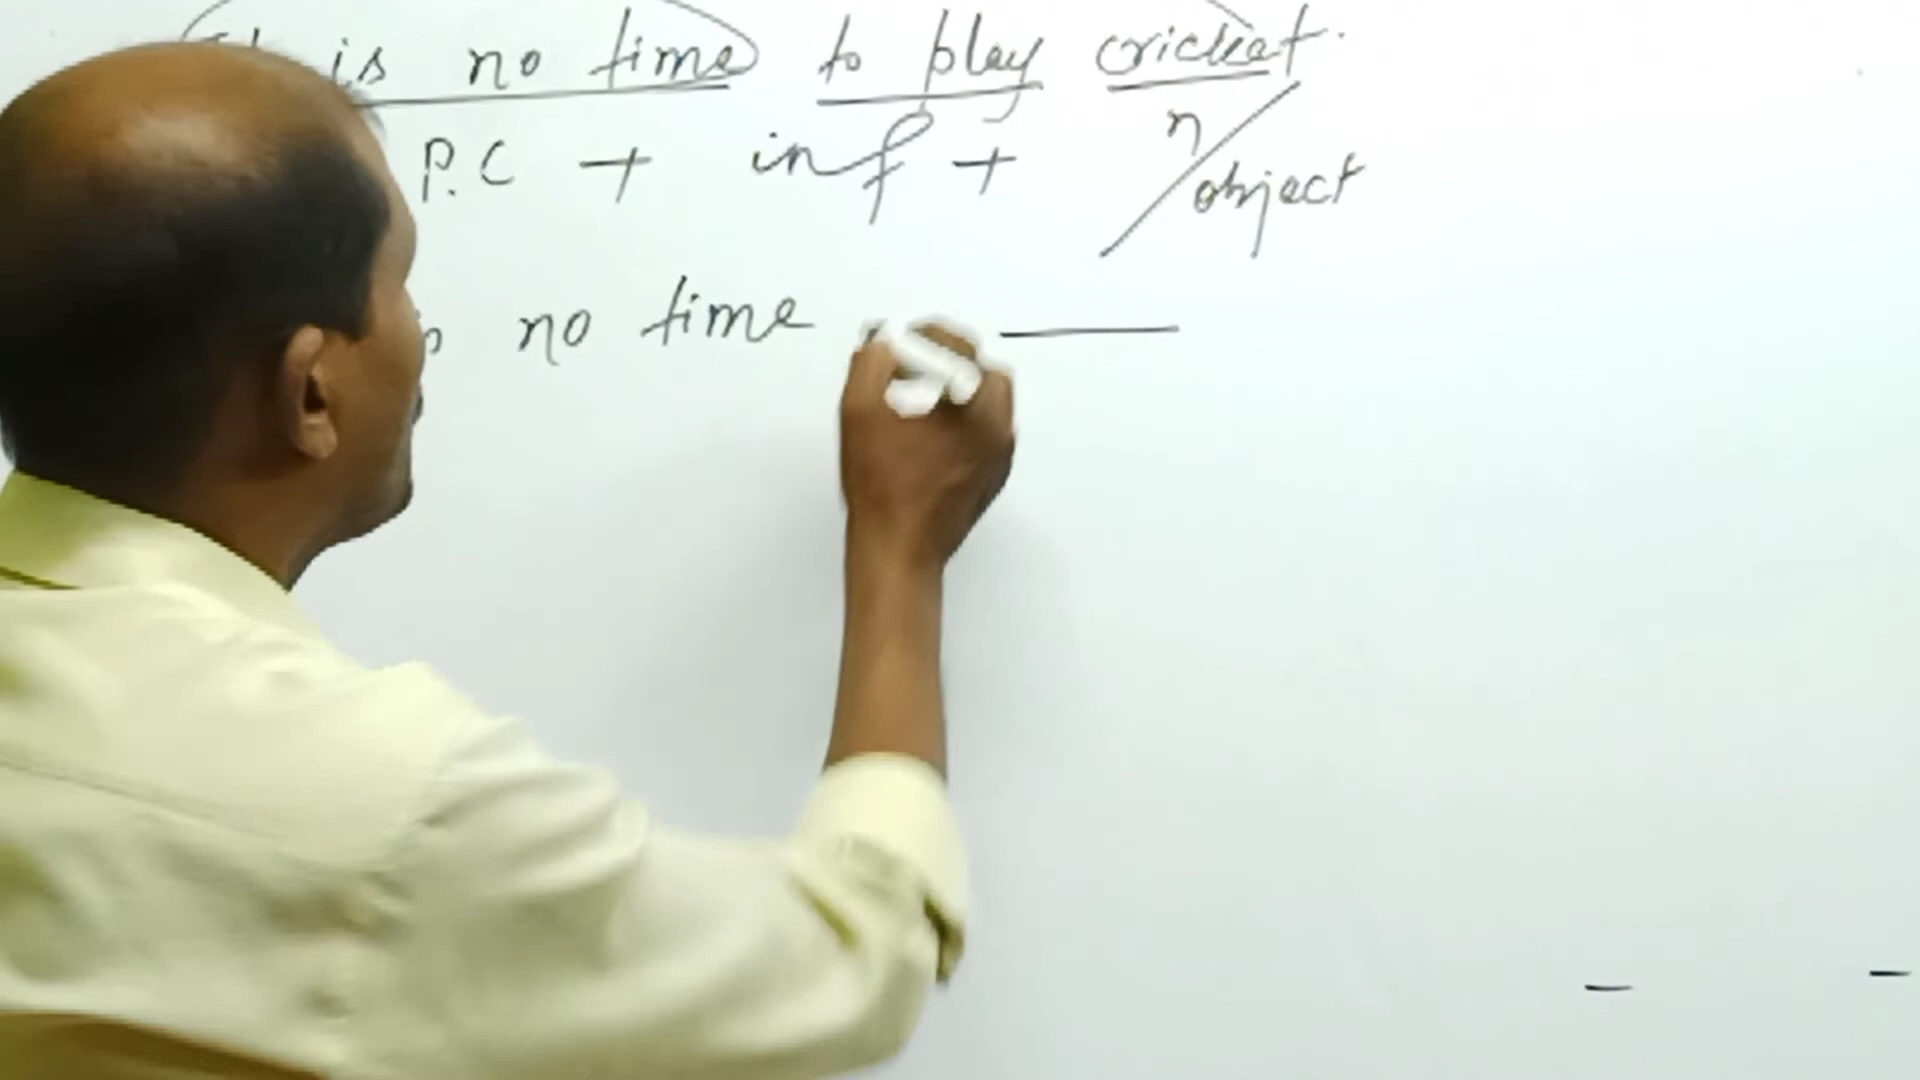 is no time to play cricket.
P.C + inf + n/object
no time ———